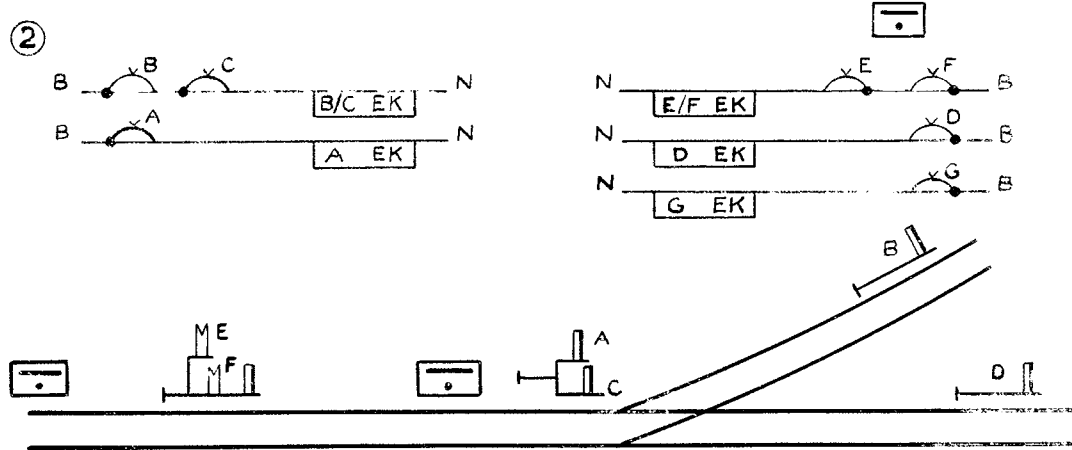 2
B B C B/C EK N
N E/F EK E F B
B A A EK N
N D EK D B
N G EK G B
B
E
A
F
C
D